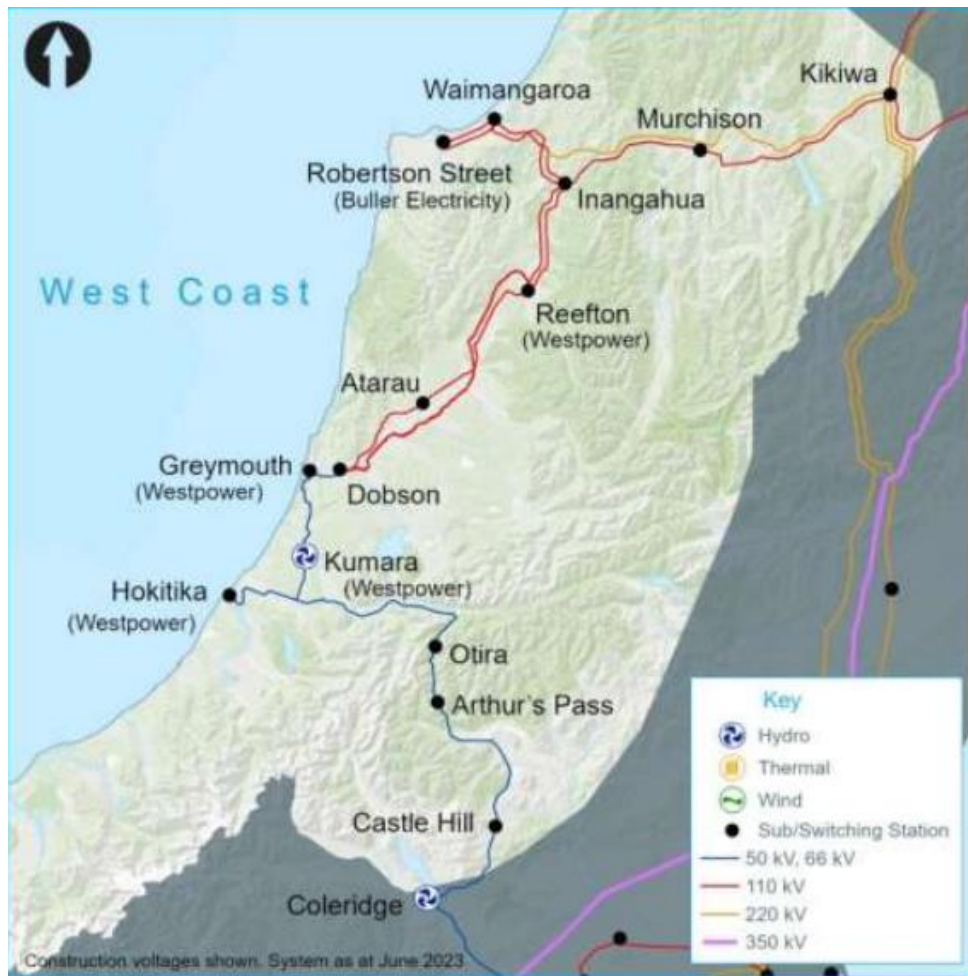 Kikiwa
Waimangaroa
Murchison
Robertson Street
(Buller Electricity)
Inangahua
West Coast
Reefton
(Westpower)
Atarau
Greymouth
(Westpower)
Dobson
Kumara
(Westpower)
Hokitika
(Westpower)
Otira
Arthur's Pass
Castle Hill
Coleridge
Key
Hydro
Thermal
Wind
Sub/Switching Station
50 kV, 66 kV
110 kV
220 kV
350 kV
Construction voltages shown. System as at June 2023